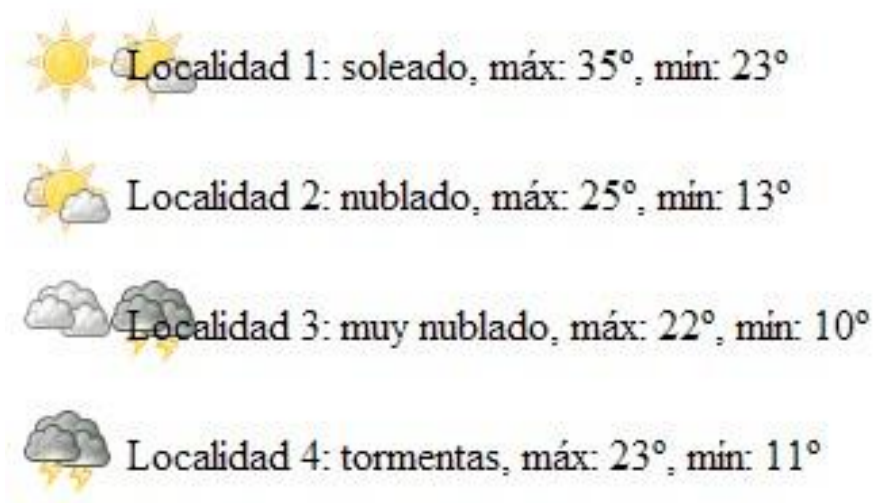 Localidad 1: soleado, máx: 35º, mín: 23º
Localidad 2: nublado, máx: 25º, mín: 13º
Localidad 3: muy nublado, máx: 22º, mín: 10º
Localidad 4: tormentas, máx: 23º, mín: 11º